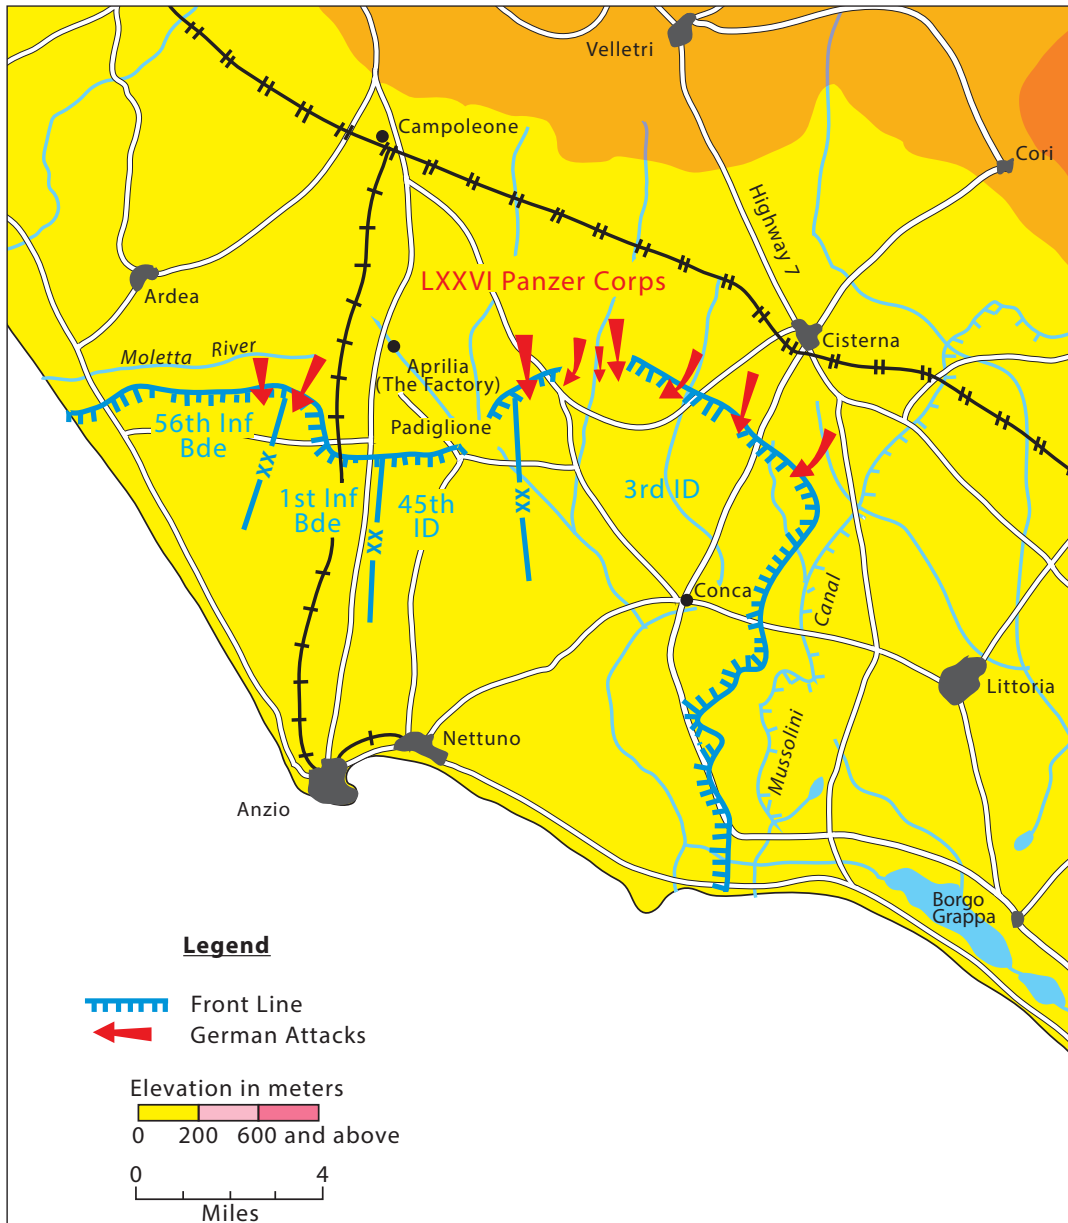 Velletri
Campoleone
Cori
Highway 7
LXXVI Panzer Corps
Ardea
Moletta River
Cisterna
Aprilia
(The Factory)
56th Inf
Bde
Padiglione
XX
1st Inf
Bde
45th
ID
XX
XX
3rd ID
Conca
Canal
Mussolini
Littoria
Nettuno
Anzio
Borgo
Grappa
Legend
Front Line
German Attacks
Elevation in meters
0 200 600 and above
0 4
Miles